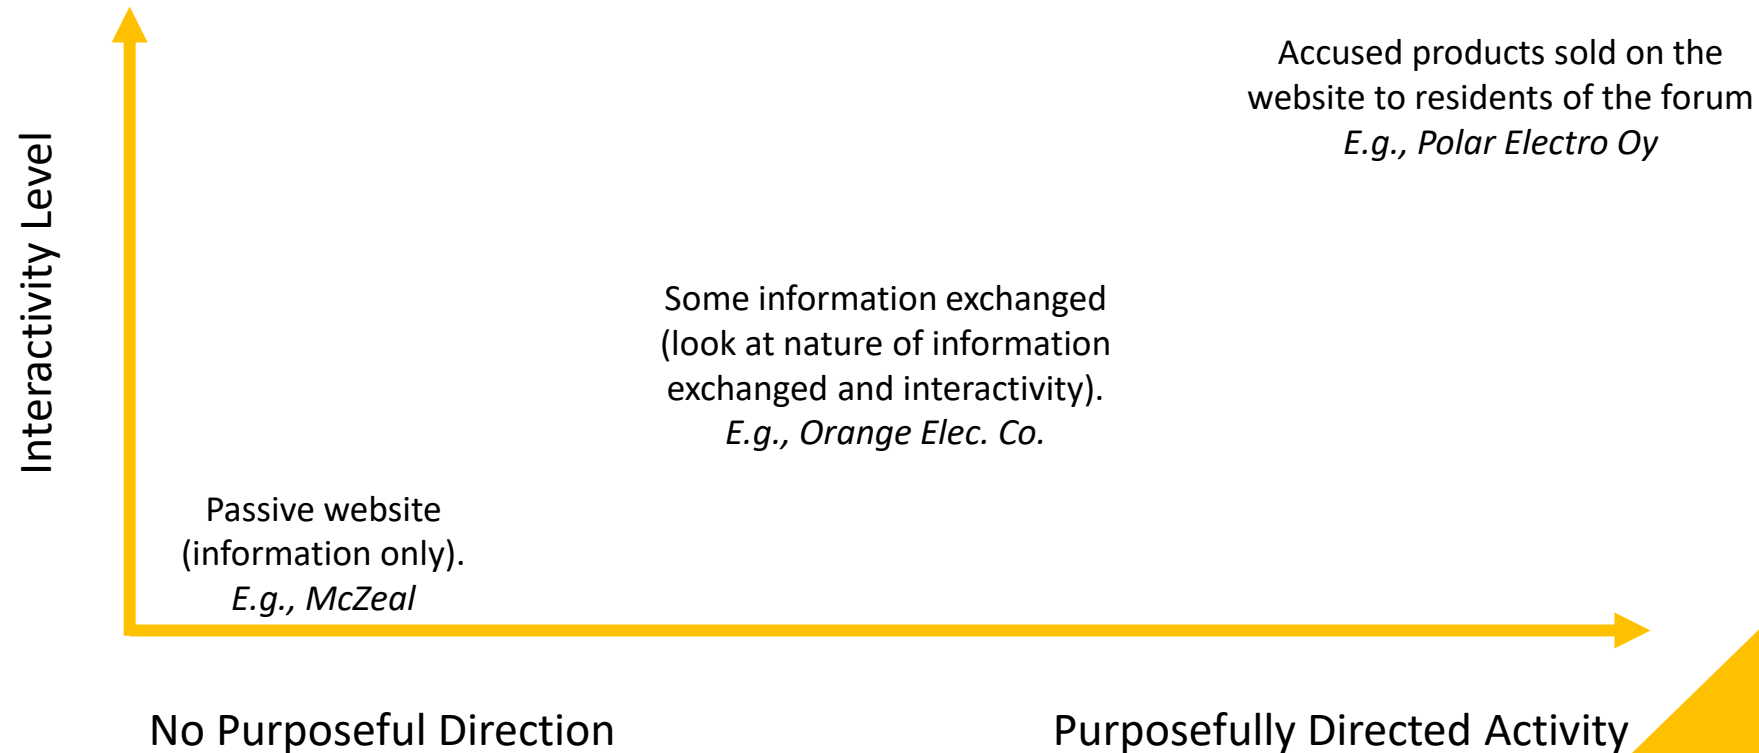 Accused products sold on the
website to residents of the forum
E.g., Polar Electro Oy
Interactivity Level
Some information exchanged
(look at nature of information
exchanged and interactivity).
E.g., Orange Elec. Co.
Passive website
(information only).
E.g., McZeal
No Purposeful Direction
Purposefully Directed Activity